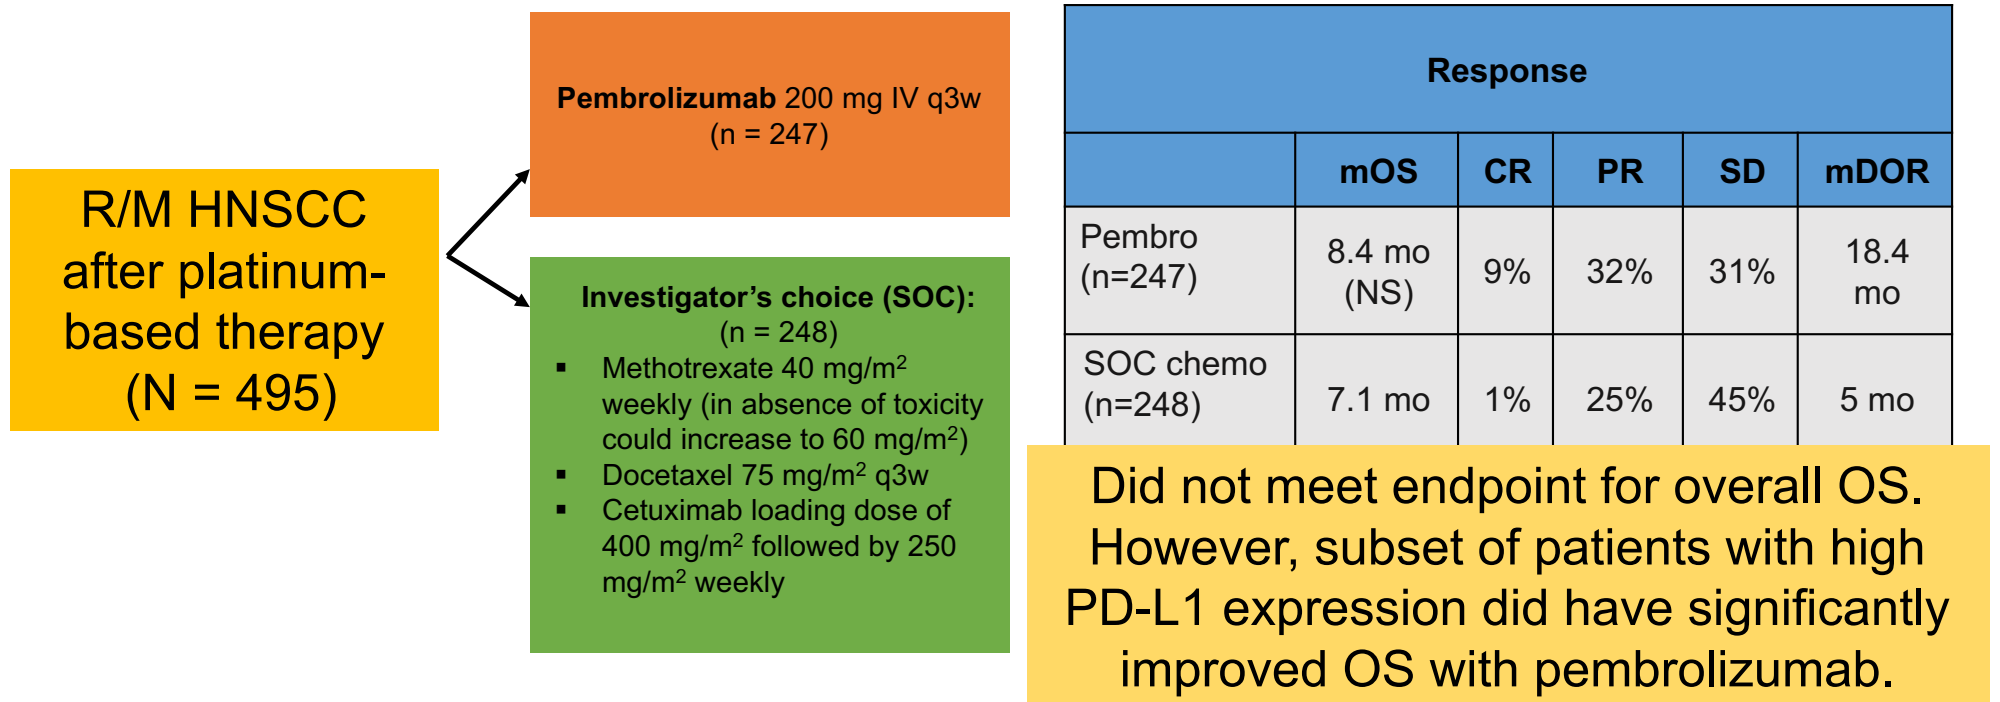 R/M HNSCC
after platinum-
based therapy
(N = 495)
Pembrolizumab 200 mg IV q3w
(n = 247)
Investigator’s choice (SOC):
(n = 248)
▪ Methotrexate 40 mg/m²
weekly (in absence of toxicity
could increase to 60 mg/m²)
▪ Docetaxel 75 mg/m² q3w
▪ Cetuximab loading dose of
400 mg/m² followed by 250
mg/m² weekly
Response
mOS CR PR SD mDOR
Pembro
(n=247)
8.4 mo
(NS)
9% 32% 31%
18.4
mo
SOC chemo
(n=248)
7.1 mo 1% 25% 45% 5 mo
Did not meet endpoint for overall OS.
However, subset of patients with high
PD-L1 expression did have significantly
improved OS with pembrolizumab.